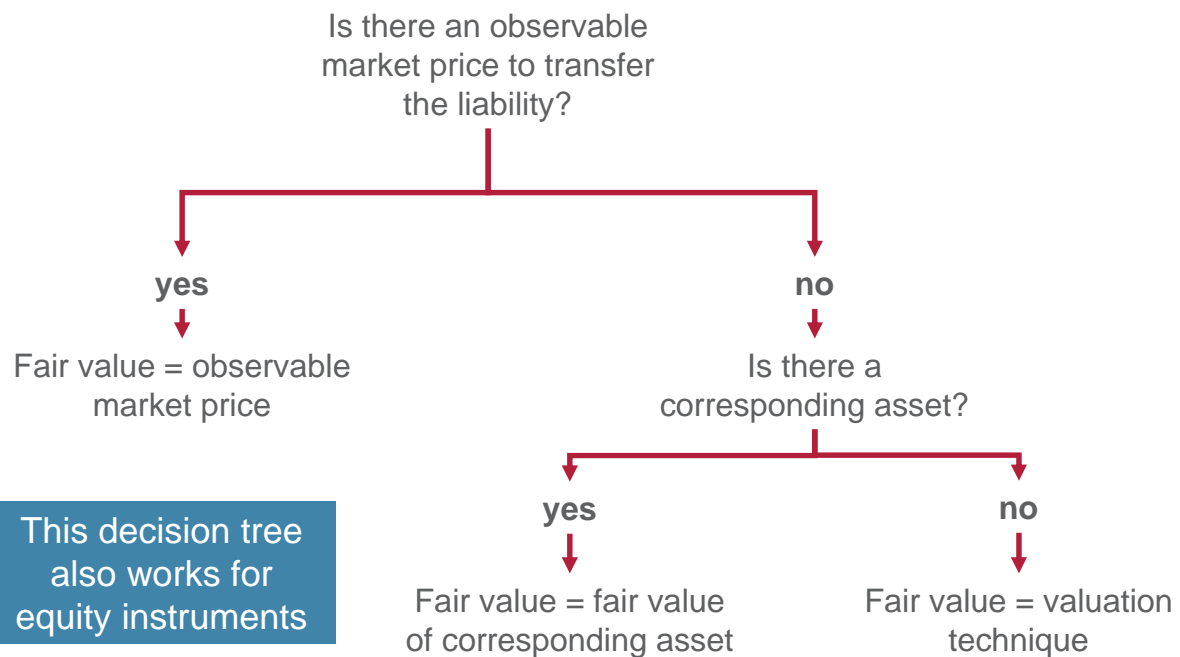 Is there an observable
market price to transfer
the liability?
yes
no
Fair value = observable
market price
Is there a
corresponding asset?
yes
no
This decision tree
also works for
equity instruments
Fair value = fair value
of corresponding asset
Fair value = valuation
technique